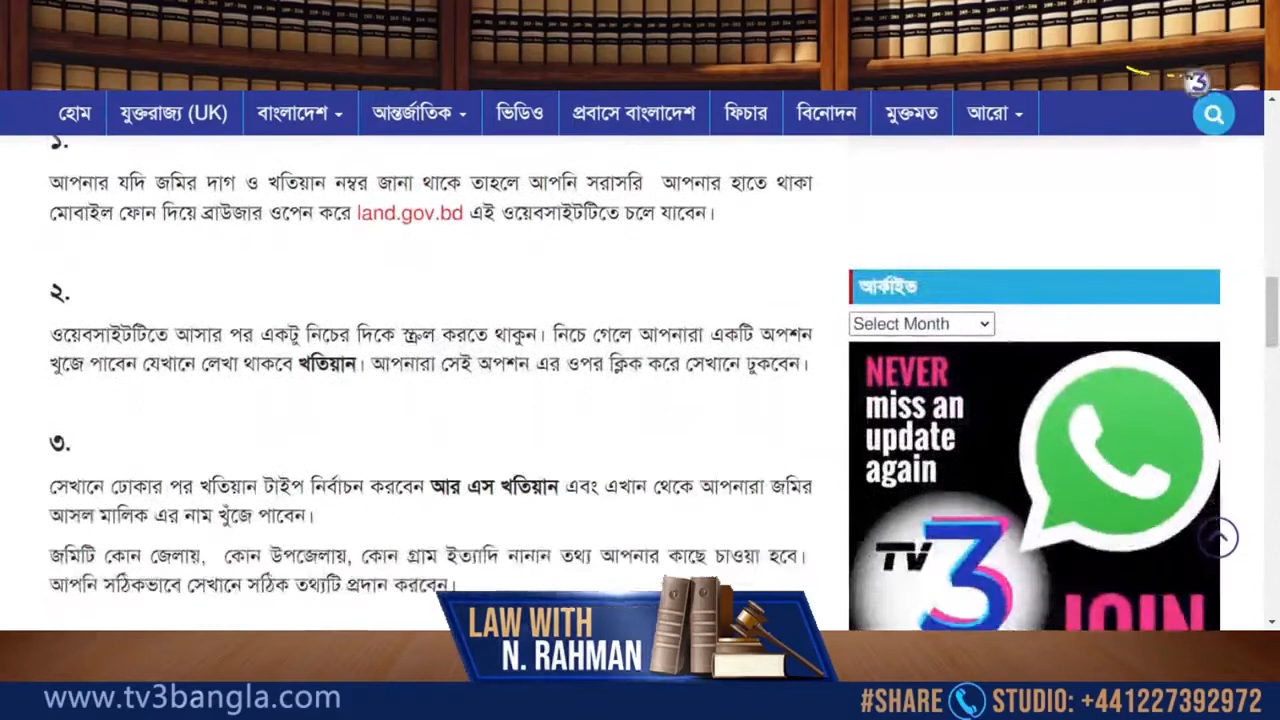 হোম যুক্তরাজ্য (UK) বাংলাদেশ আন্তর্জাতিক ভিডিও প্রবাসে বাংলাদেশ ফিচার বিনোদন মুক্তমত আরো
১.
আপনার যদি জমির দাগ ও খতিয়ান নম্বর জানা থাকে তাহলে আপনি সরাসরি আপনার হাতে থাকা
মোবাইল ফোন দিয়ে ব্রাউজার ওপেন করে land.gov.bd এই ওয়েবসাইটটিতে চলে যাবেন।
২.
ওয়েবসাইটটিতে আসার পর একটু নিচের দিকে স্ক্রল করতে থাকুন। নিচে গেলে আপনারা একটি অপশন
খুজে পাবেন যেখানে লেখা থাকবে খতিয়ান। আপনারা সেই অপশন এর ওপর ক্লিক করে সেখানে ঢুকবেন।
৩.
সেখানে ঢোকার পর খতিয়ান টাইপ নির্বাচন করবেন আর এস খতিয়ান এবং এখান থেকে আপনারা জমির
আসল মালিক এর নাম খুঁজে পাবেন।
জমিটি কোন জেলায়, কোন উপজেলায়, কোন গ্রাম ইত্যাদি নানান তথ্য আপনার কাছে চাওয়া হবে।
আপনি সঠিকভাবে সেখানে সঠিক তথ্যটি প্রদান করবেন।
আর্কাইভ
Select Month
NEVER
miss an
update
again
TV3
JOIN
LAW WITH
N. RAHMAN
www.tv3bangla.com
#SHARE STUDIO: +441227392972